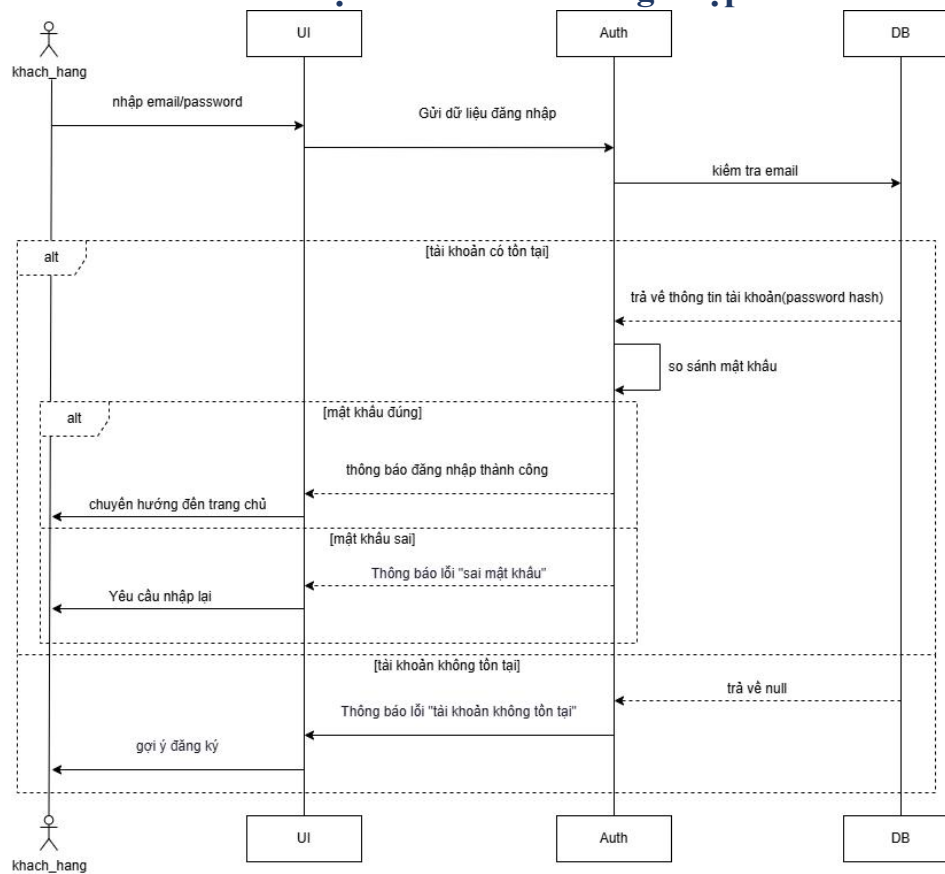 UI
Auth
DB
khach_hang
nhập email/password
Gửi dữ liệu đăng nhập
kiểm tra email
alt
[tài khoản có tồn tại]
trả về thông tin tài khoản(password hash)
so sánh mật khẩu
alt
[mật khẩu đúng]
thông báo đăng nhập thành công
chuyển hướng đến trang chủ
[mật khẩu sai]
Thông báo lỗi "sai mật khẩu"
Yêu cầu nhập lại
[tài khoản không tồn tại]
trả về null
Thông báo lỗi "tài khoản không tồn tại"
gợi ý đăng ký
UI
Auth
DB
khach_hang